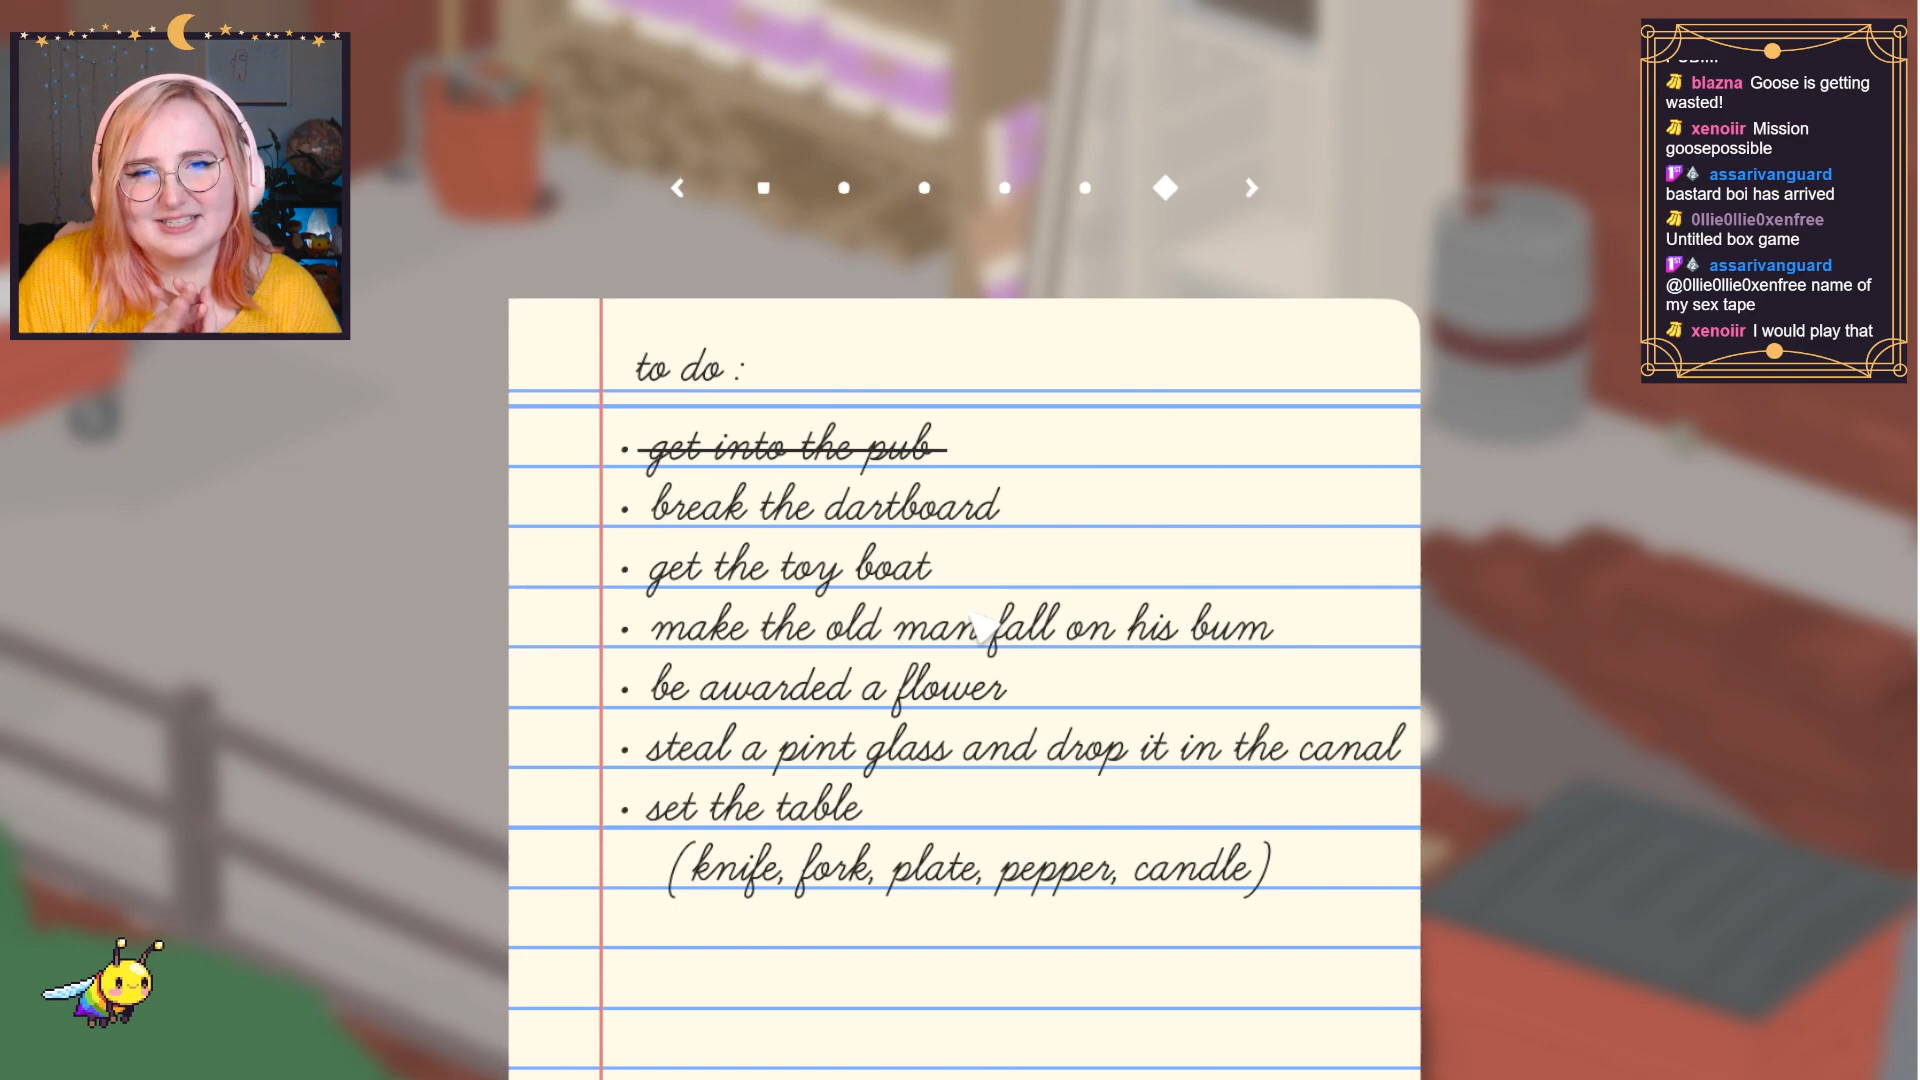 to do :
• get into the pub
• break the dartboard
• get the toy boat
• make the old man fall on his bum
• be awarded a flower
• steal a pint glass and drop it in the canal
• set the table
(knife, fork, plate, pepper, candle)
blazna Goose is getting
wasted!
xenoiir Mission
goosepossible
1ST assarivanguard
bastard boi has arrived
0llie0llie0xenfree
Untitled box game
1ST assarivanguard
@0llie0llie0xenfree name of
my sex tape
xenoiir I would play that